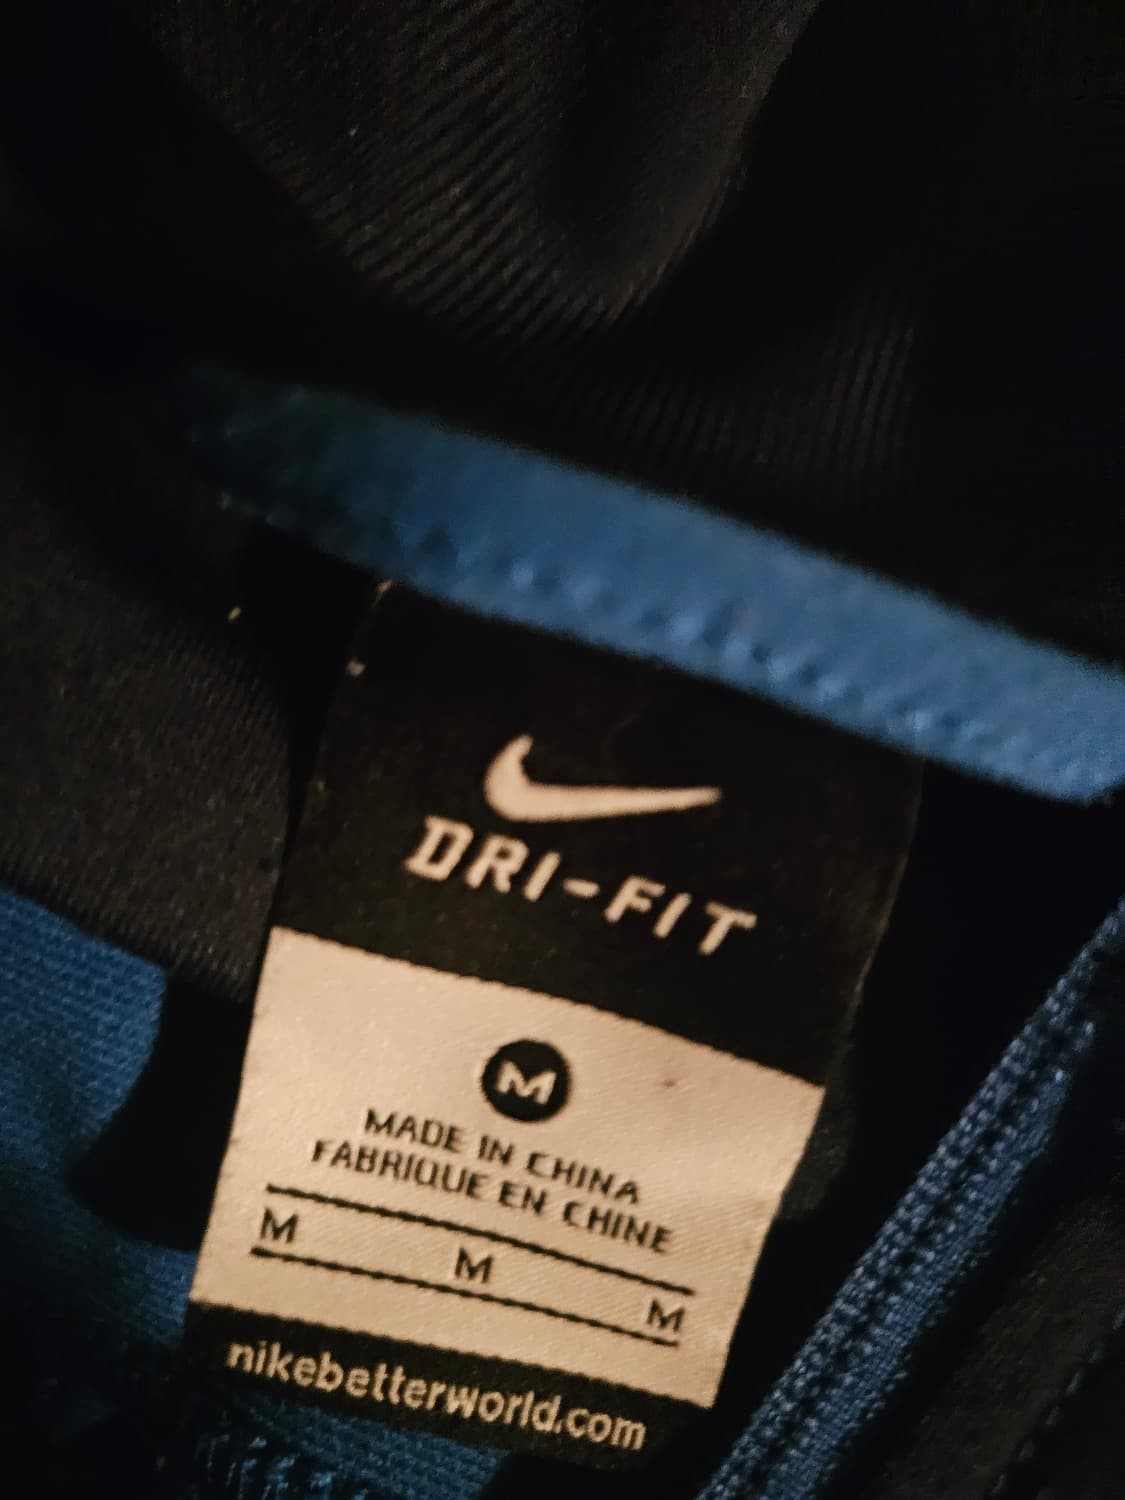 DRI-FIT
M
MADE IN CHINA
FABRIQUE EN CHINE
M M M
nikebetterworld.com